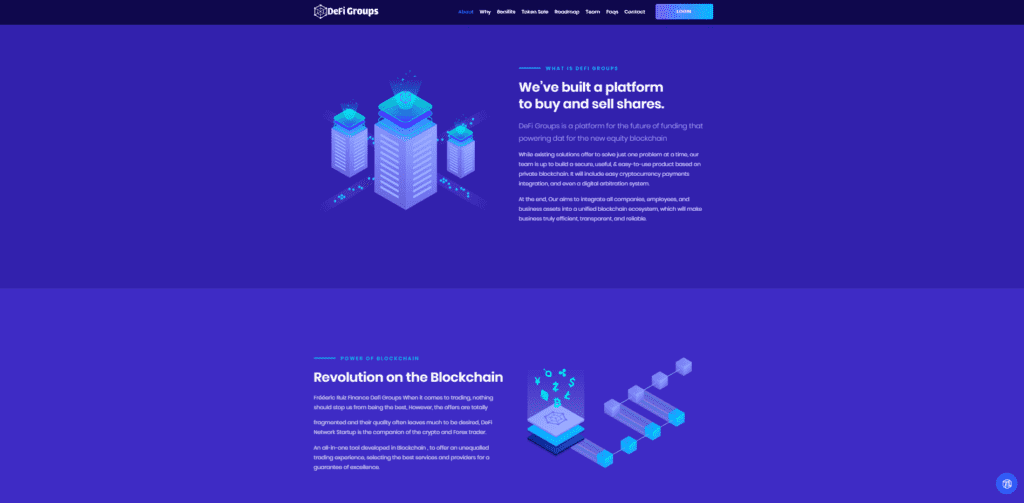 DeFi Groups
About Why Benifits Token Sale Roadmap Team Faqs Contact LOGIN
WHAT IS DEFI GROUPS
We've built a platform
to buy and sell shares.
DeFi Groups is a platform for the future of funding that
powering dat for the new equity blockchain
While existing solutions offer to solve just one problem at a time, our
team is up to build a secure, useful, & easy-to-use product based on
private blockchain. It will include easy cryptocurrency payments
integration, and even a digital arbitration system.
At the end, Our aims to integrate all companies, employees, and
business assets into a unified blockchain ecosystem, which will make
business truly efficient, transparent, and reliable.
POWER OF BLOCKCHAIN
Revolution on the Blockchain
Fréderic Ruiz Finance Defi Groups When it comes to trading, nothing
should stop us from being the best, However, the offers are totally
fragmented and their quality often leaves much to be desired, DeFi
Network Startup is the companion of the crypto and Forex trader.
An all-in-one tool developed in Blockchain , to offer an unequalled
trading experience, selecting the best services and providers for a
guarantee of excellence.